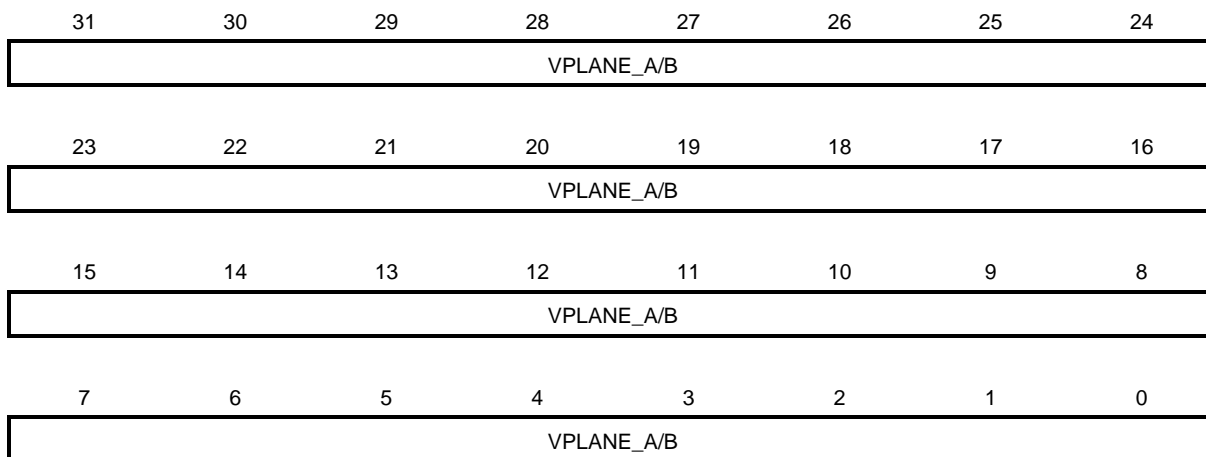 31 30 29 28 27 26 25 24
VPLANE_A/B
23 22 21 20 19 18 17 16
VPLANE_A/B
15 14 13 12 11 10 9 8
VPLANE_A/B
7 6 5 4 3 2 1 0
VPLANE_A/B